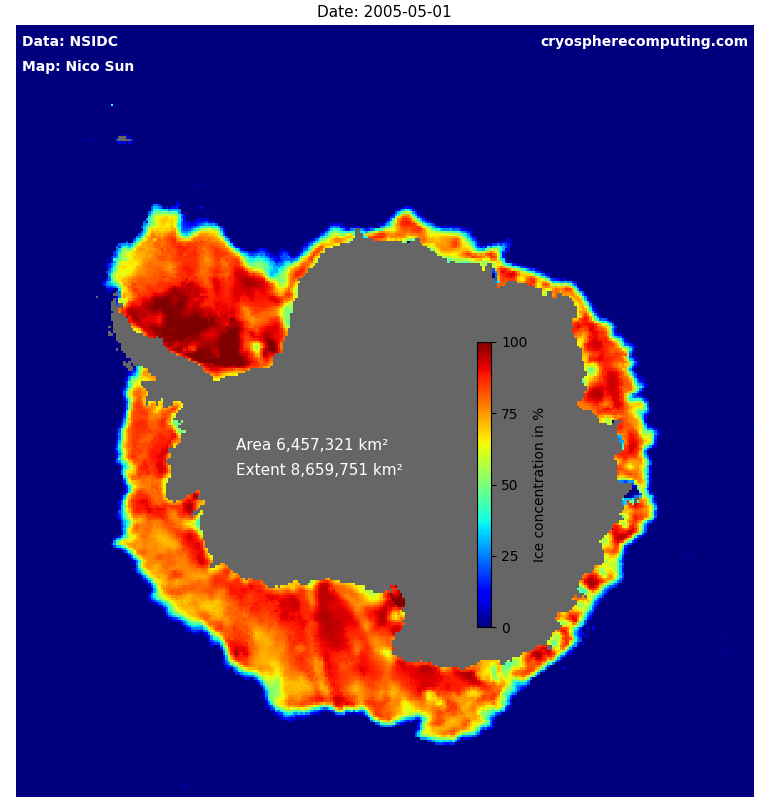 Date: 2005-05-01
Data: NSIDC
cryospherecomputing.com
Map: Nico Sun
100
75
50
25
0
Ice concentration in %
Area 6,457,321 km²
Extent 8,659,751 km²